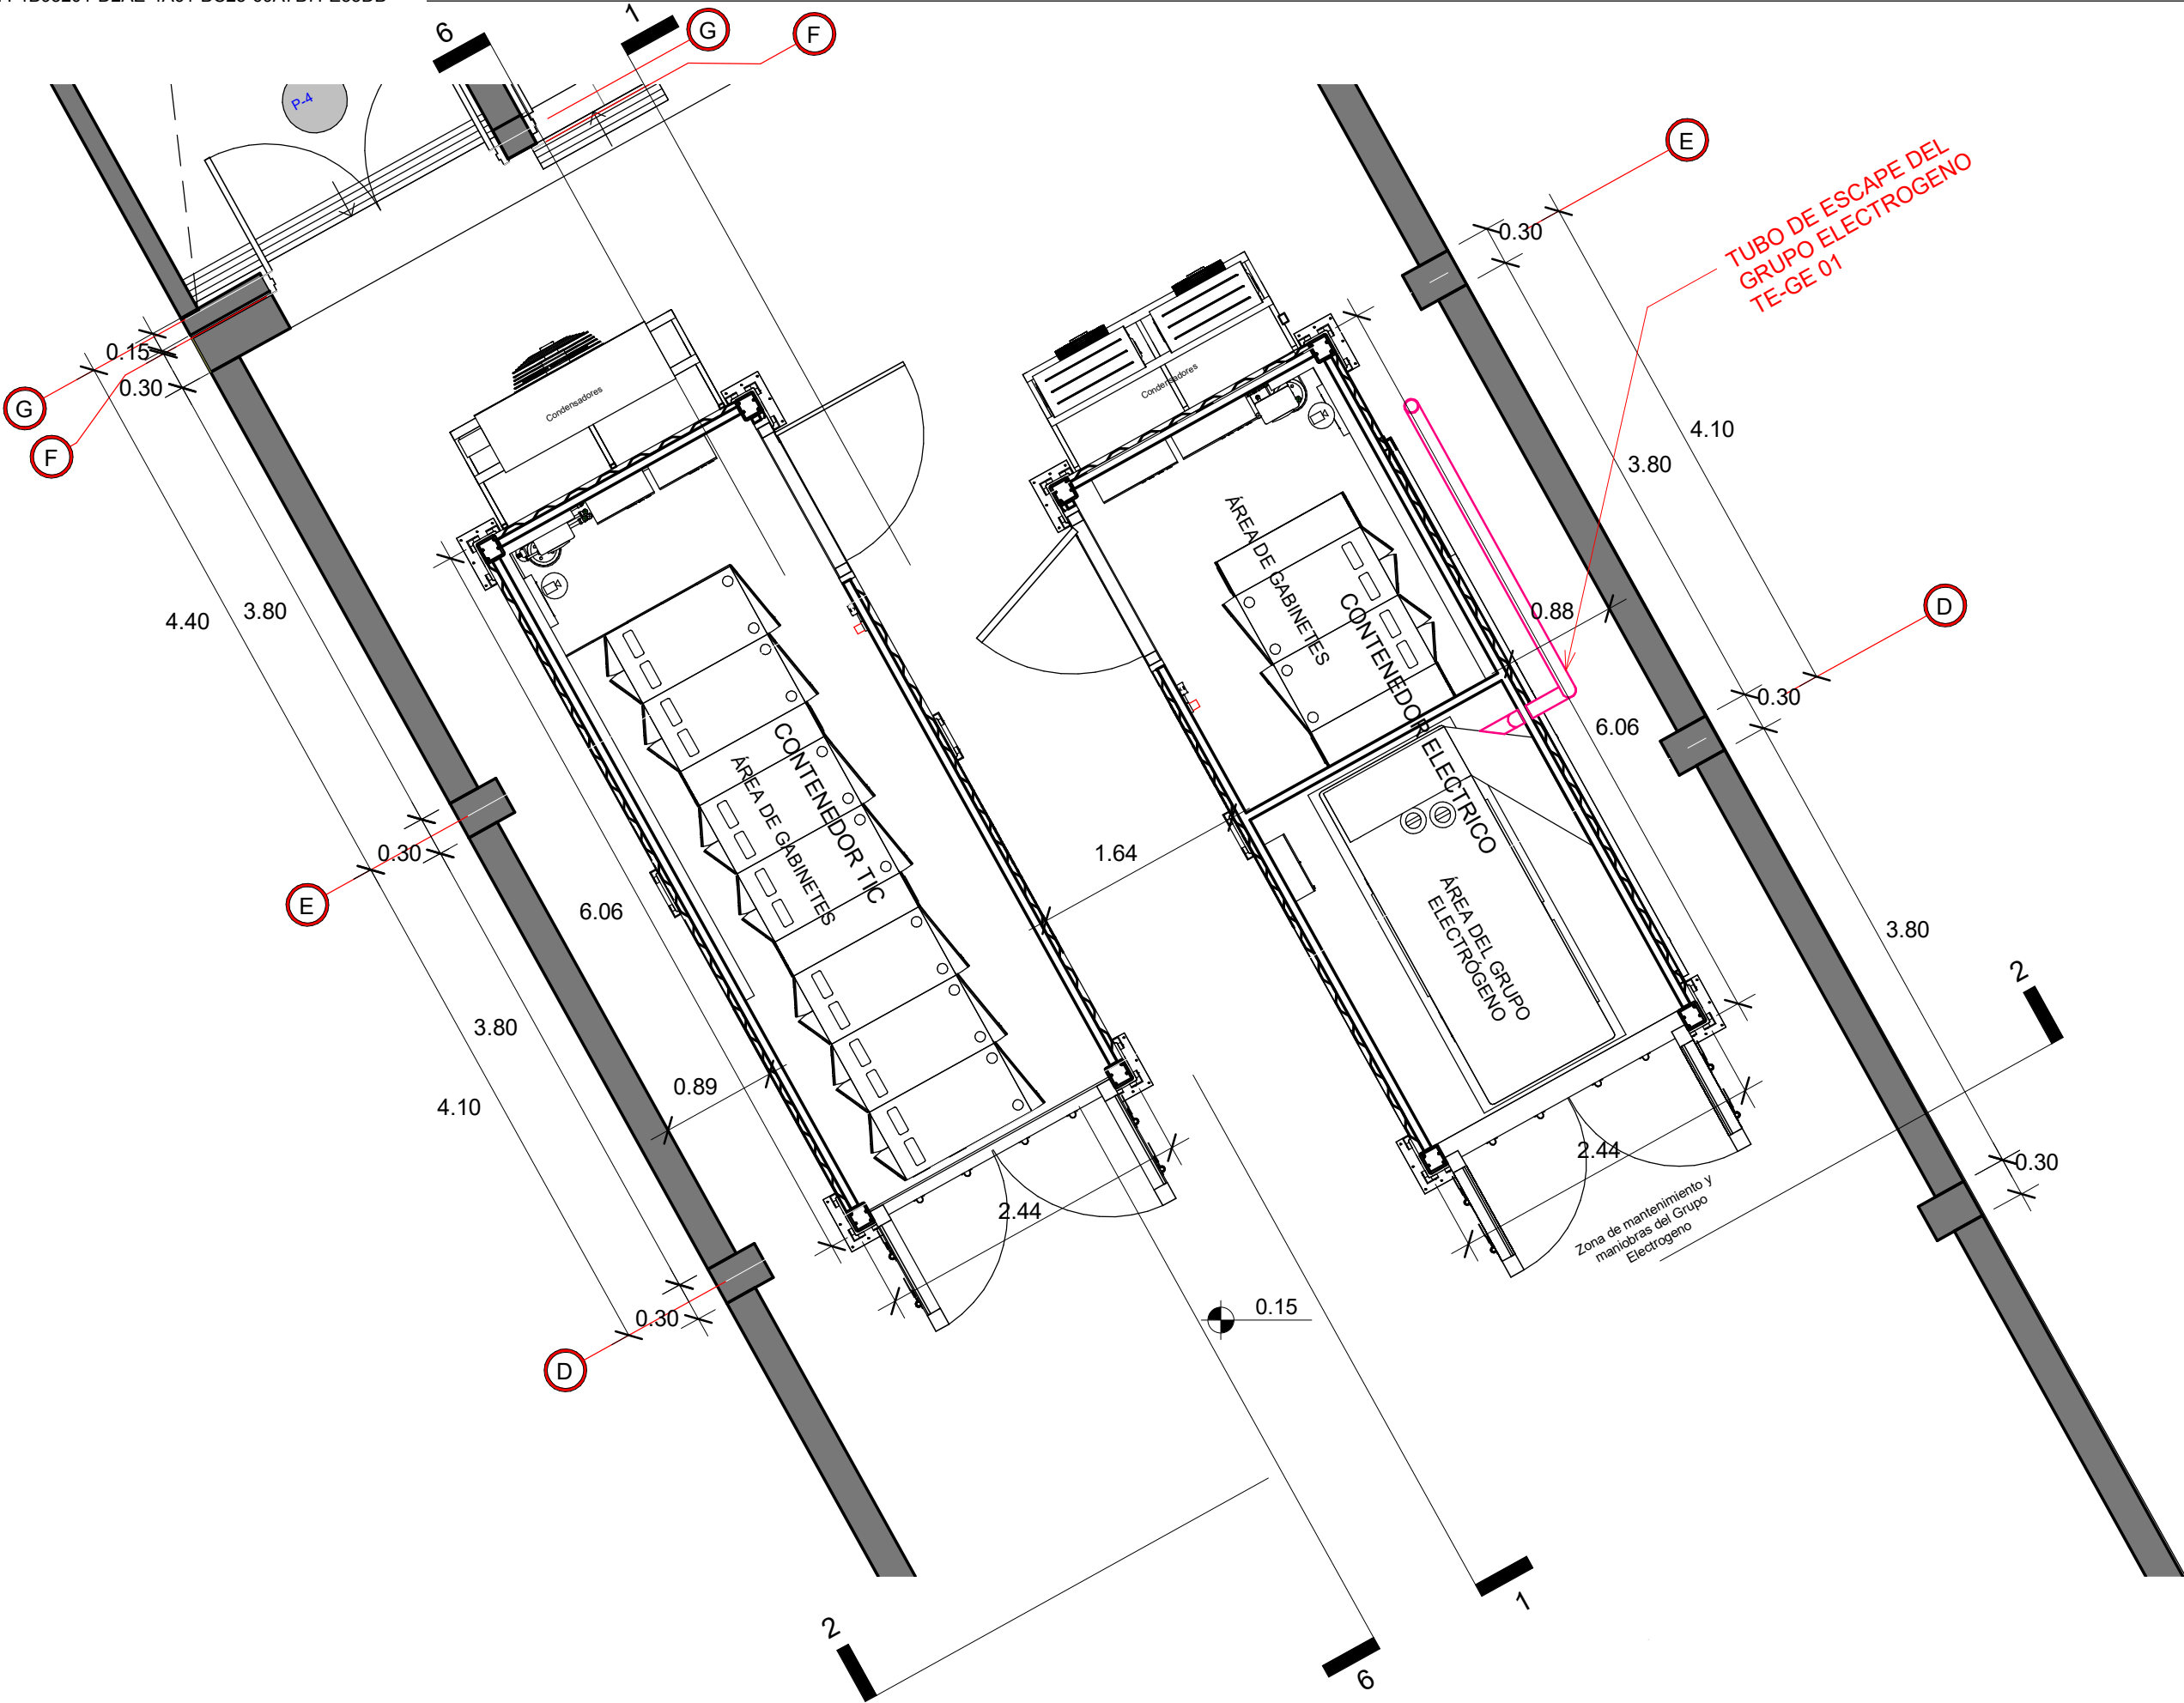 6
1
G
F
P-4
E
TUBO DE ESCAPE DEL
GRUPO ELECTROGENO
TE-GE 01
0.30
0.15
0.30
G
F
Condensadores
Condensadores
4.10
3.80
4.40
3.80
ÁREA DE GABINETES
CONTENEDOR ELECTRICO
0.88
D
0.30
6.06
CONTENEDOR TIC
ÁREA DE GABINETES
1.64
0.30
E
6.06
ÁREA DEL GRUPO
ELECTRÓGENO
3.80
2
3.80
0.89
4.10
2.44
0.30
Zona de mantenimiento y
maniobras del Grupo
Electrogeno
2.44
0.15
0.30
D
1
2
6